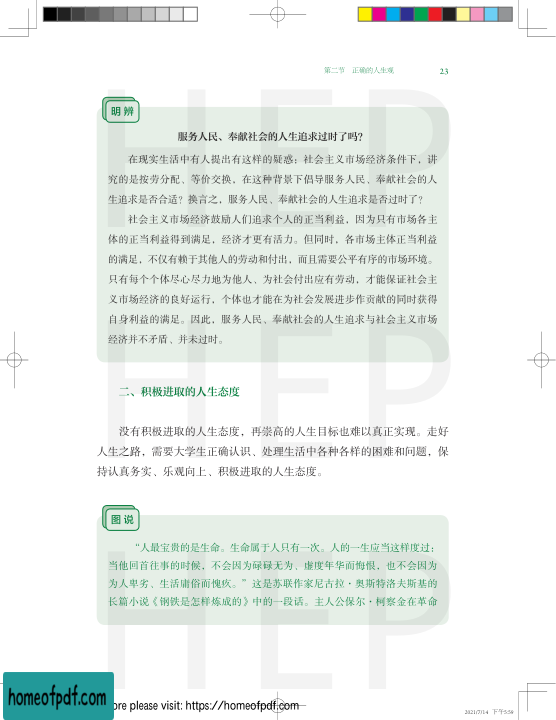 第二节　正确的人生观　23
明 辨
服务人民、奉献社会的人生追求过时了吗？
在现实生活中有人提出有这样的疑惑：社会主义市场经济条件下，讲
究的是按劳分配、等价交换，在这种背景下倡导服务人民、奉献社会的人
生追求是否合适？换言之，服务人民、奉献社会的人生追求是否过时了？
社会主义市场经济鼓励人们追求个人的正当利益，因为只有市场各主
体的正当利益得到满足，经济才更有活力。但同时，各市场主体正当利益
的满足，不仅有赖于其他人的劳动和付出，而且需要公平有序的市场环境。
只有每个个体尽心尽力地为他人、为社会付出应有劳动，才能保证社会主
义市场经济的良好运行，个体也才能在为社会发展进步作贡献的同时获得
自身利益的满足。因此，服务人民、奉献社会的人生追求与社会主义市场
经济并不矛盾、并未过时。
二、积极进取的人生态度
没有积极进取的人生态度，再崇高的人生目标也难以真正实现。走好
人生之路，需要大学生正确认识、处理生活中各种各样的困难和问题，保
持认真务实、乐观向上、积极进取的人生态度。
图 说
“人最宝贵的是生命。生命属于人只有一次。人的一生应当这样度过：
当他回首往事的时候，不会因为碌碌无为、虚度年华而悔恨，也不会因为
为人卑劣、生活庸俗而愧疚。”这是苏联作家尼古拉·奥斯特洛夫斯基的
长篇小说《钢铁是怎样炼成的》中的一段话。主人公保尔·柯察金在革命
HEP
HEP
HEP
homeofpdf.com
ore please visit: https://homeofpdf.com
2021/7/14 下午5:59